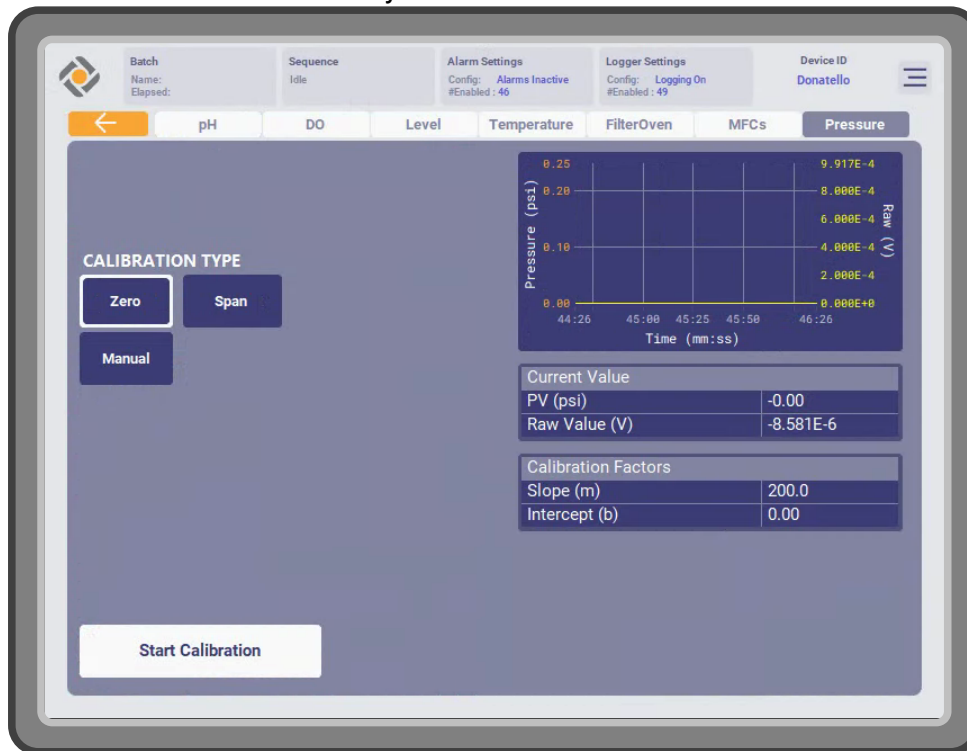 Batch
Name:
Elapsed:
Sequence
Idle
Alarm Settings
Config: Alarms Inactive
#Enabled : 46
Logger Settings
Config: Logging On
#Enabled : 49
Device ID
Donatello
pH DO Level Temperature FilterOven MFCs Pressure
CALIBRATION TYPE
Zero Span
Manual
Start Calibration
Pressure (psi)
0.25
0.20
0.10
0.00
9.917E-4
8.000E-4
6.000E-4
4.000E-4
2.000E-4
0.000E+0
Raw (V)
44:26 45:00 45:25 45:50 46:26
Time (mm:ss)
Current Value
PV (psi) -0.00
Raw Value (V) -8.581E-6
Calibration Factors
Slope (m) 200.0
Intercept (b) 0.00